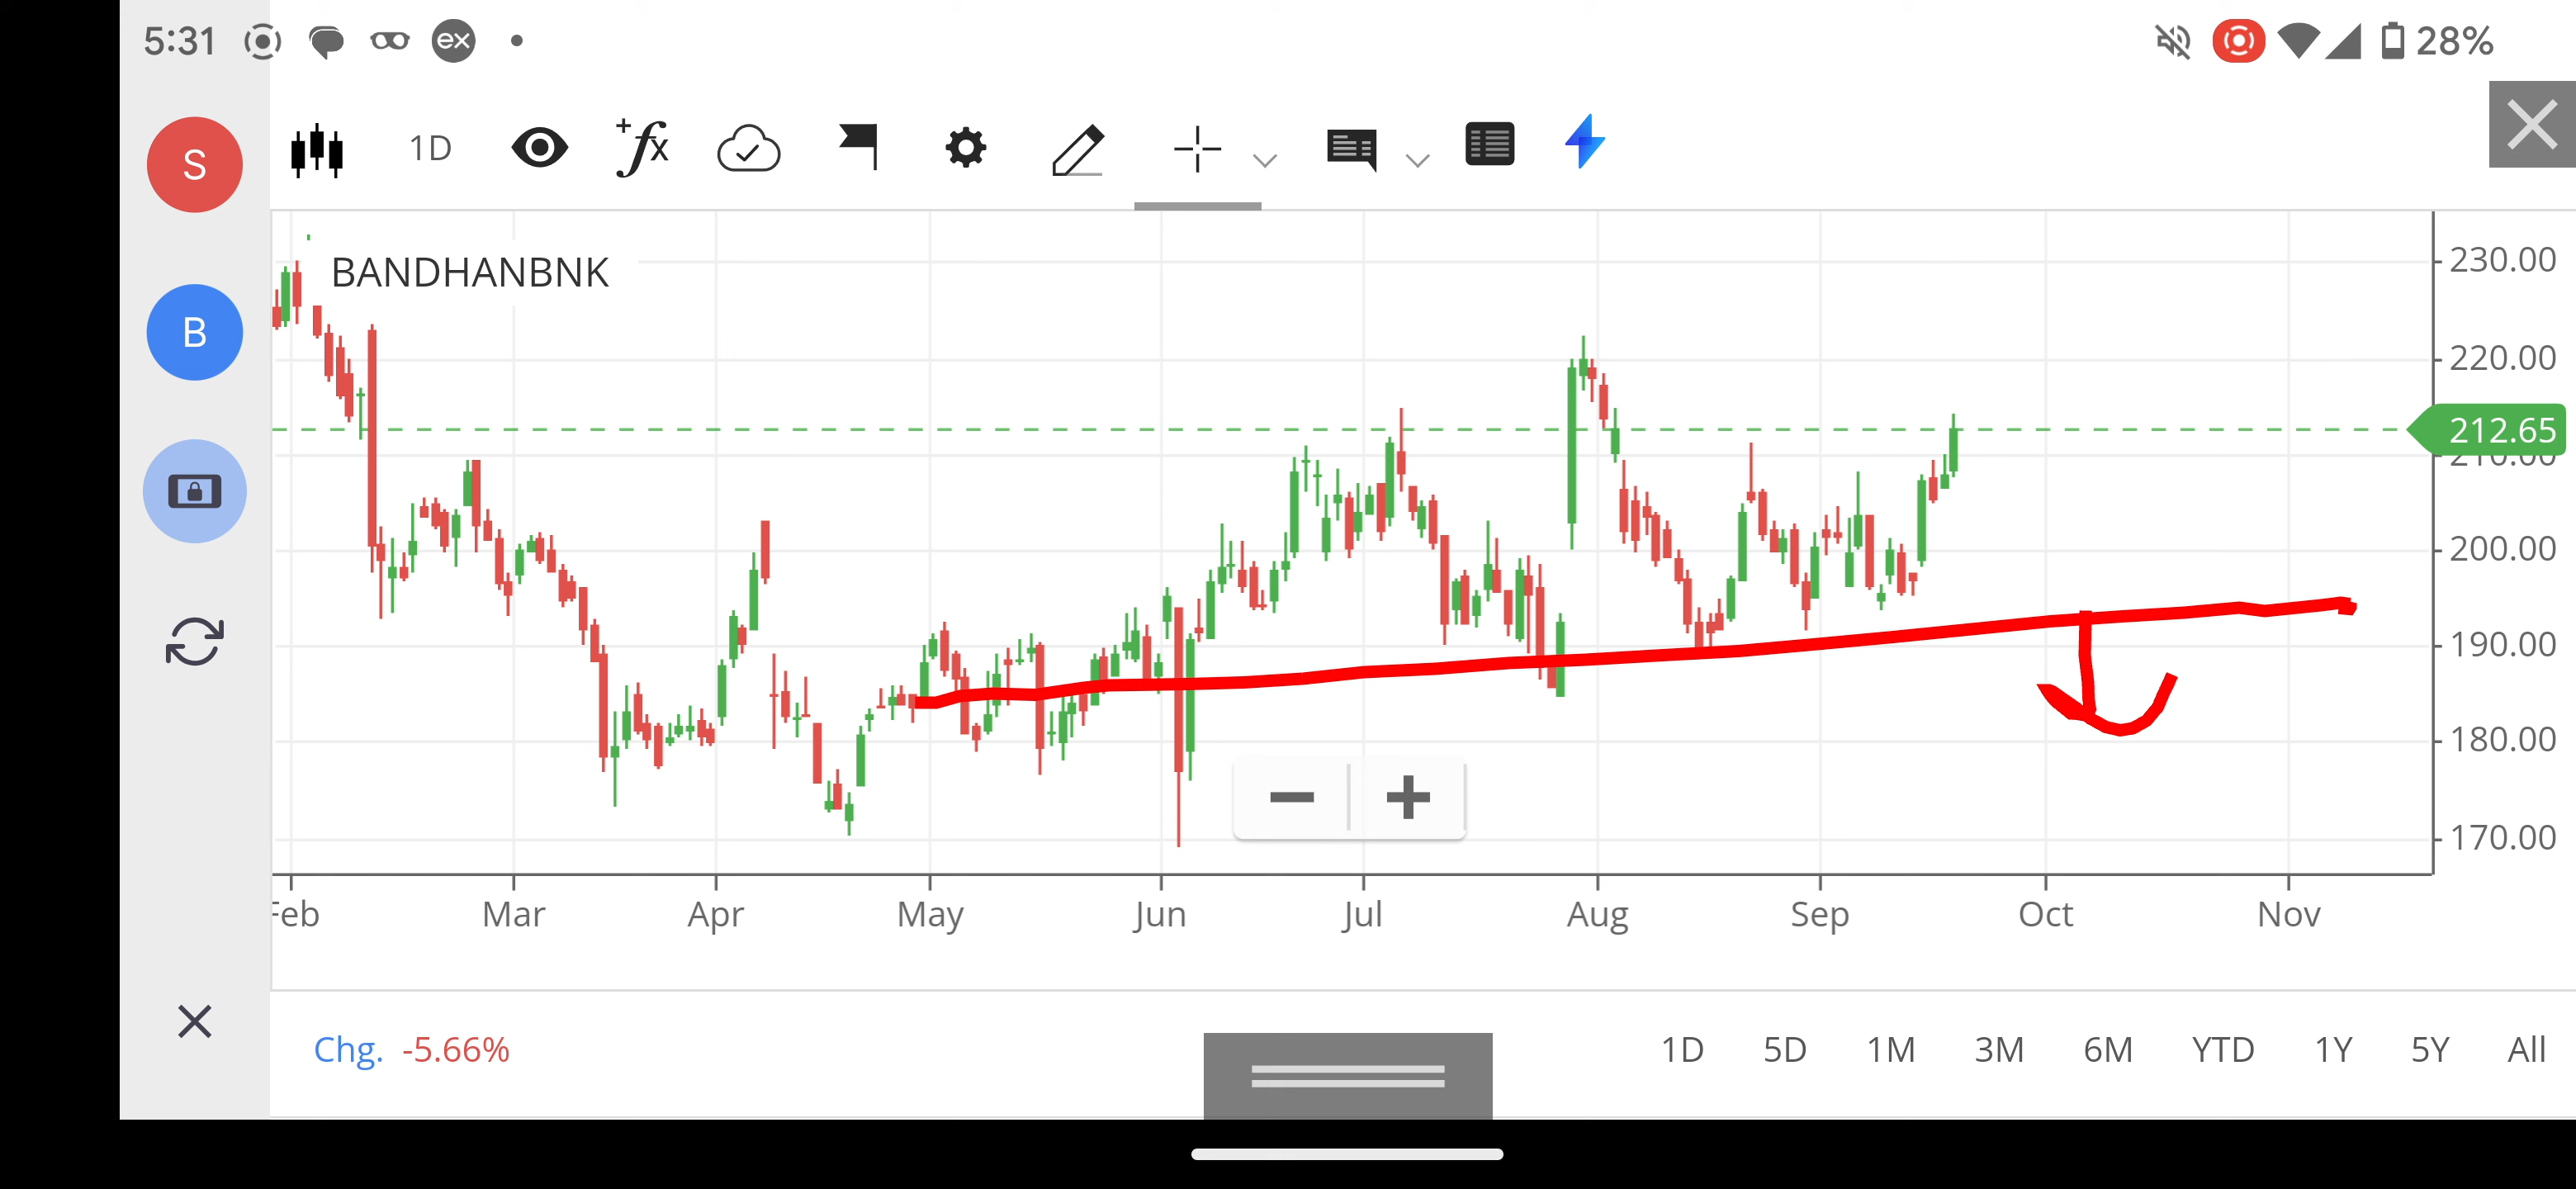 5:31 ex 28%
S
1D +fx
BANDHANBNK
B
230.00
220.00
212.65
200.00
190.00
180.00
170.00
Feb Mar Apr May Jun Jul Aug Sep Oct Nov
Chg. -5.66% 1D 5D 1M 3M 6M YTD 1Y 5Y All